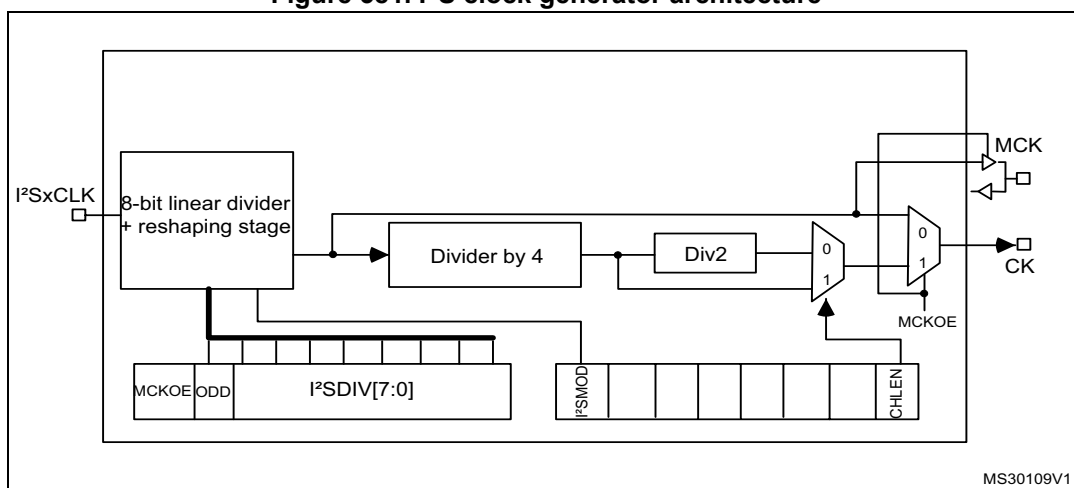 MCK
I²SxCLK
8-bit linear divider
+ reshaping stage
Divider by 4
Div2
0
1
0
1
CK
MCKOE
MCKOE
ODD
I²SDIV[7:0]
I²SMOD
CHLEN
MS30109V1